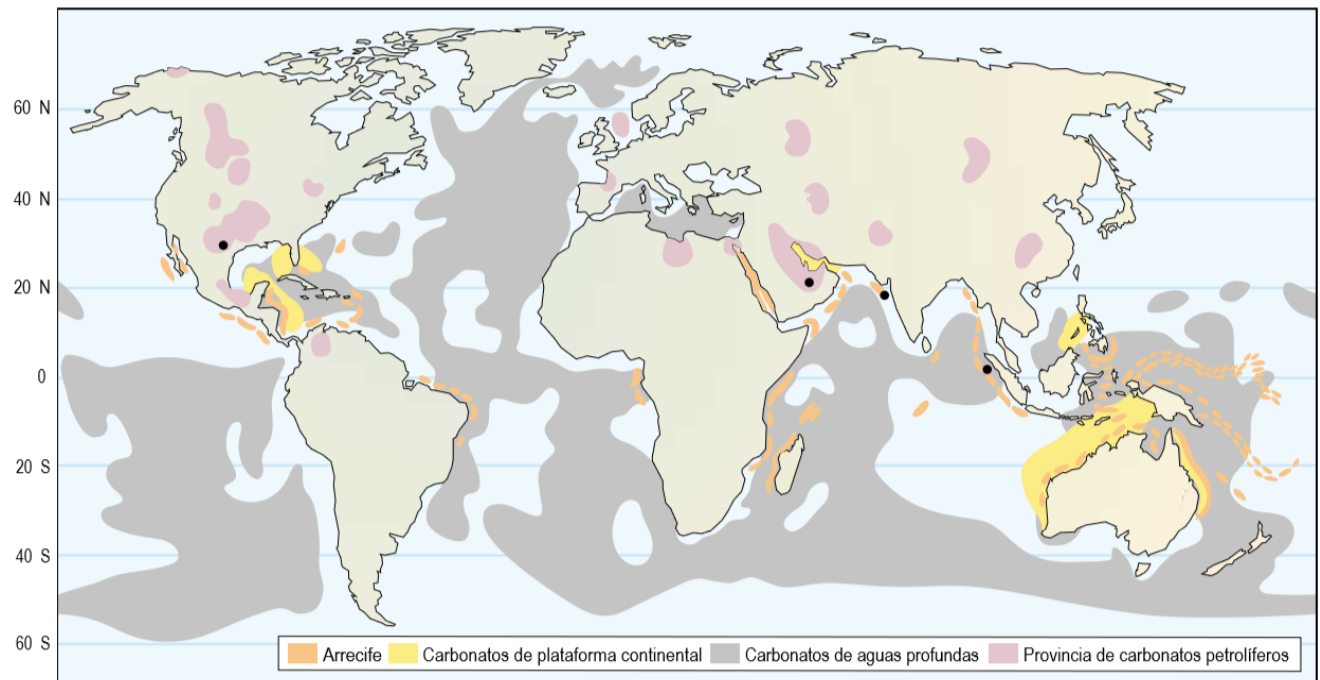 60 N
40 N
20 N
0
20 S
40 S
60 S
Arrecife Carbonatos de plataforma continental Carbonatos de aguas profundas Provincia de carbonatos petrolíferos